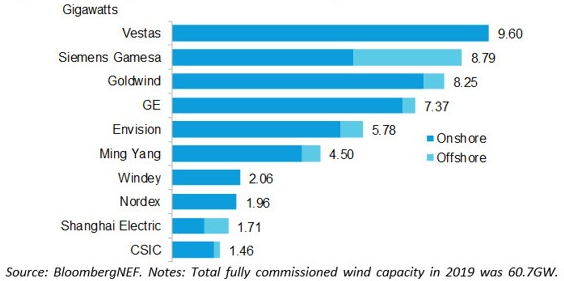 Gigawatts
Vestas 9.60
Siemens Gamesa 8.79
Goldwind 8.25
GE 7.37
Envision 5.78
Onshore
Ming Yang 4.50
Offshore
Windey 2.06
Nordex 1.96
Shanghai Electric 1.71
CSIC 1.46
Source: BloombergNEF. Notes: Total fully commissioned wind capacity in 2019 was 60.7GW.